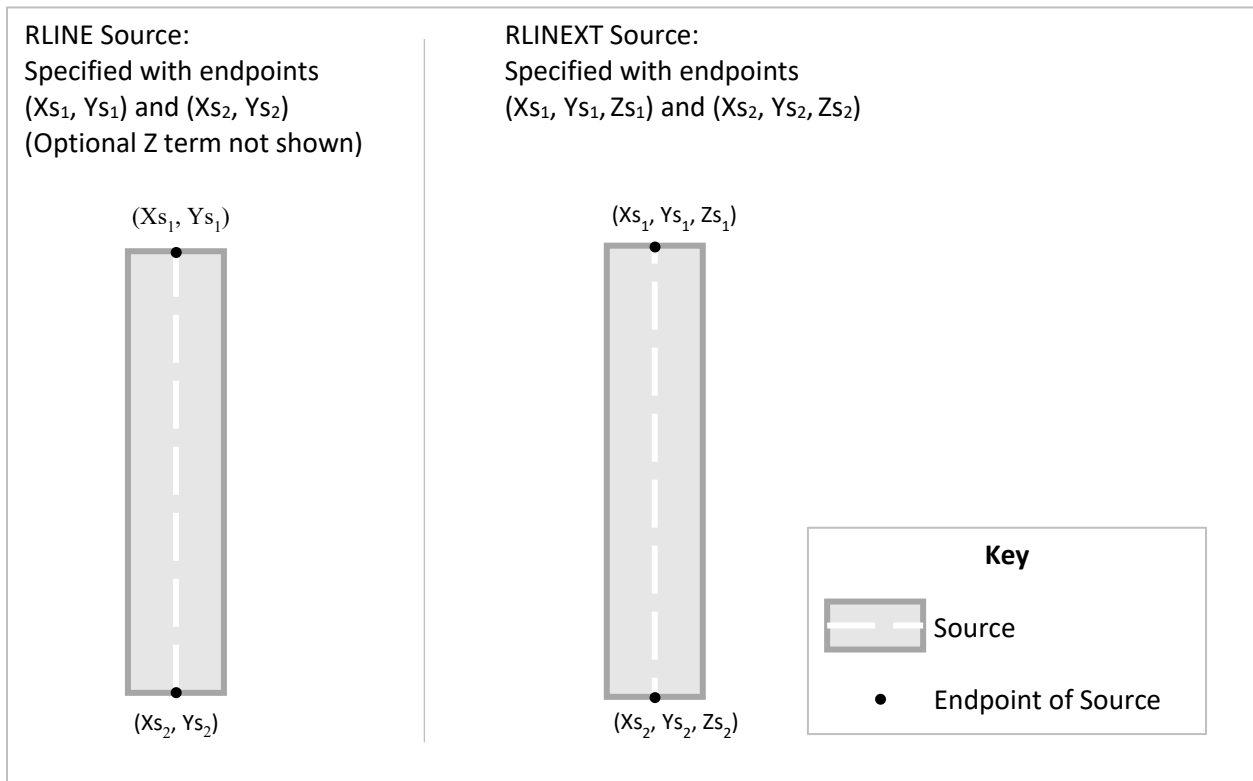 RLINE Source:
Specified with endpoints
(Xs₁, Ys₁) and (Xs₂, Ys₂)
(Optional Z term not shown)
(Xs₁, Ys₁)
(Xs₂, Ys₂)
RLINEXT Source:
Specified with endpoints
(Xs₁, Ys₁, Zs₁) and (Xs₂, Ys₂, Zs₂)
(Xs₁, Ys₁, Zs₁)
(Xs₂, Ys₂, Zs₂)
Key
Source
Endpoint of Source